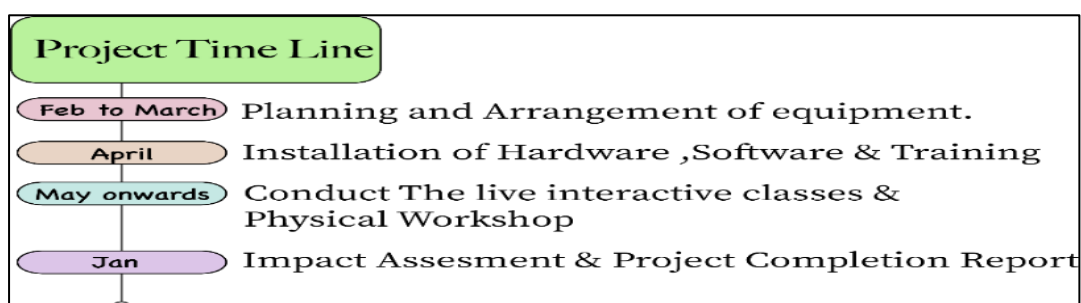 Project Time Line
Feb to March Planning and Arrangement of equipment.
April Installation of Hardware ,Software & Training
May onwards Conduct The live interactive classes &
Physical Workshop
Jan Impact Assesment & Project Completion Report